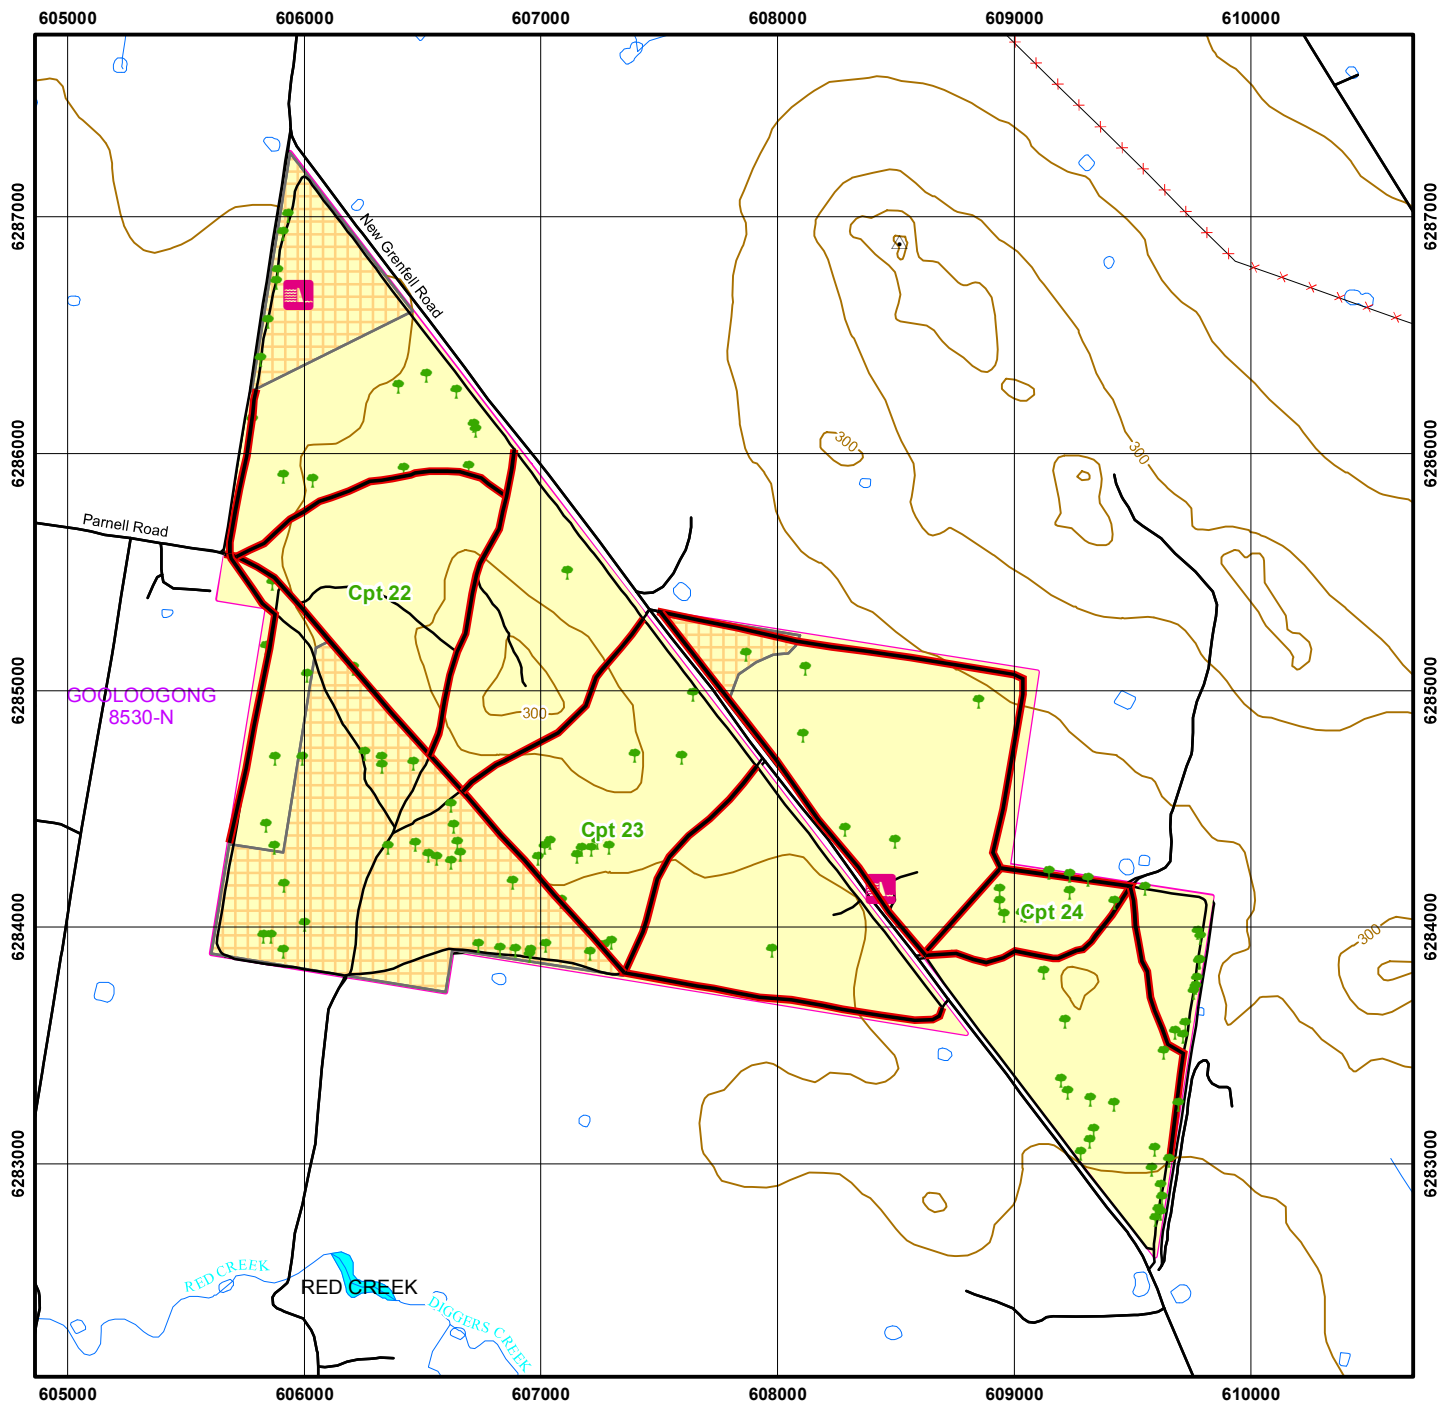 605000 606000 607000 608000 609000 610000
6287000
6287000
New Grenfell Road
300
300
6286000
6286000
Parnell Road
Cpt 22
6285000
6285000
GOOLOOGONG
8530-N
300
Cpt 23
Cpt 24
6284000
300
6284000
6283000
6283000
RED CREEK
RED CREEK
DIGGERS CREEK
605000 606000 607000 608000 609000 610000